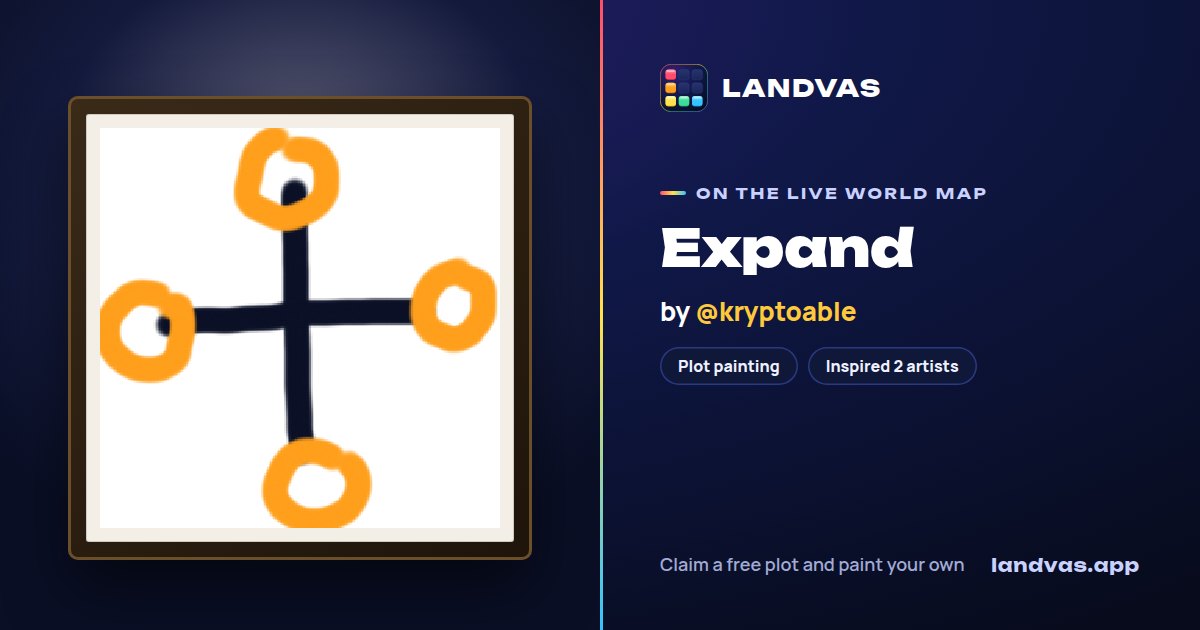 LANDVAS
ON THE LIVE WORLD MAP
Expand
by @kryptoable
Plot painting
Inspired 2 artists
Claim a free plot and paint your own
landvas.app